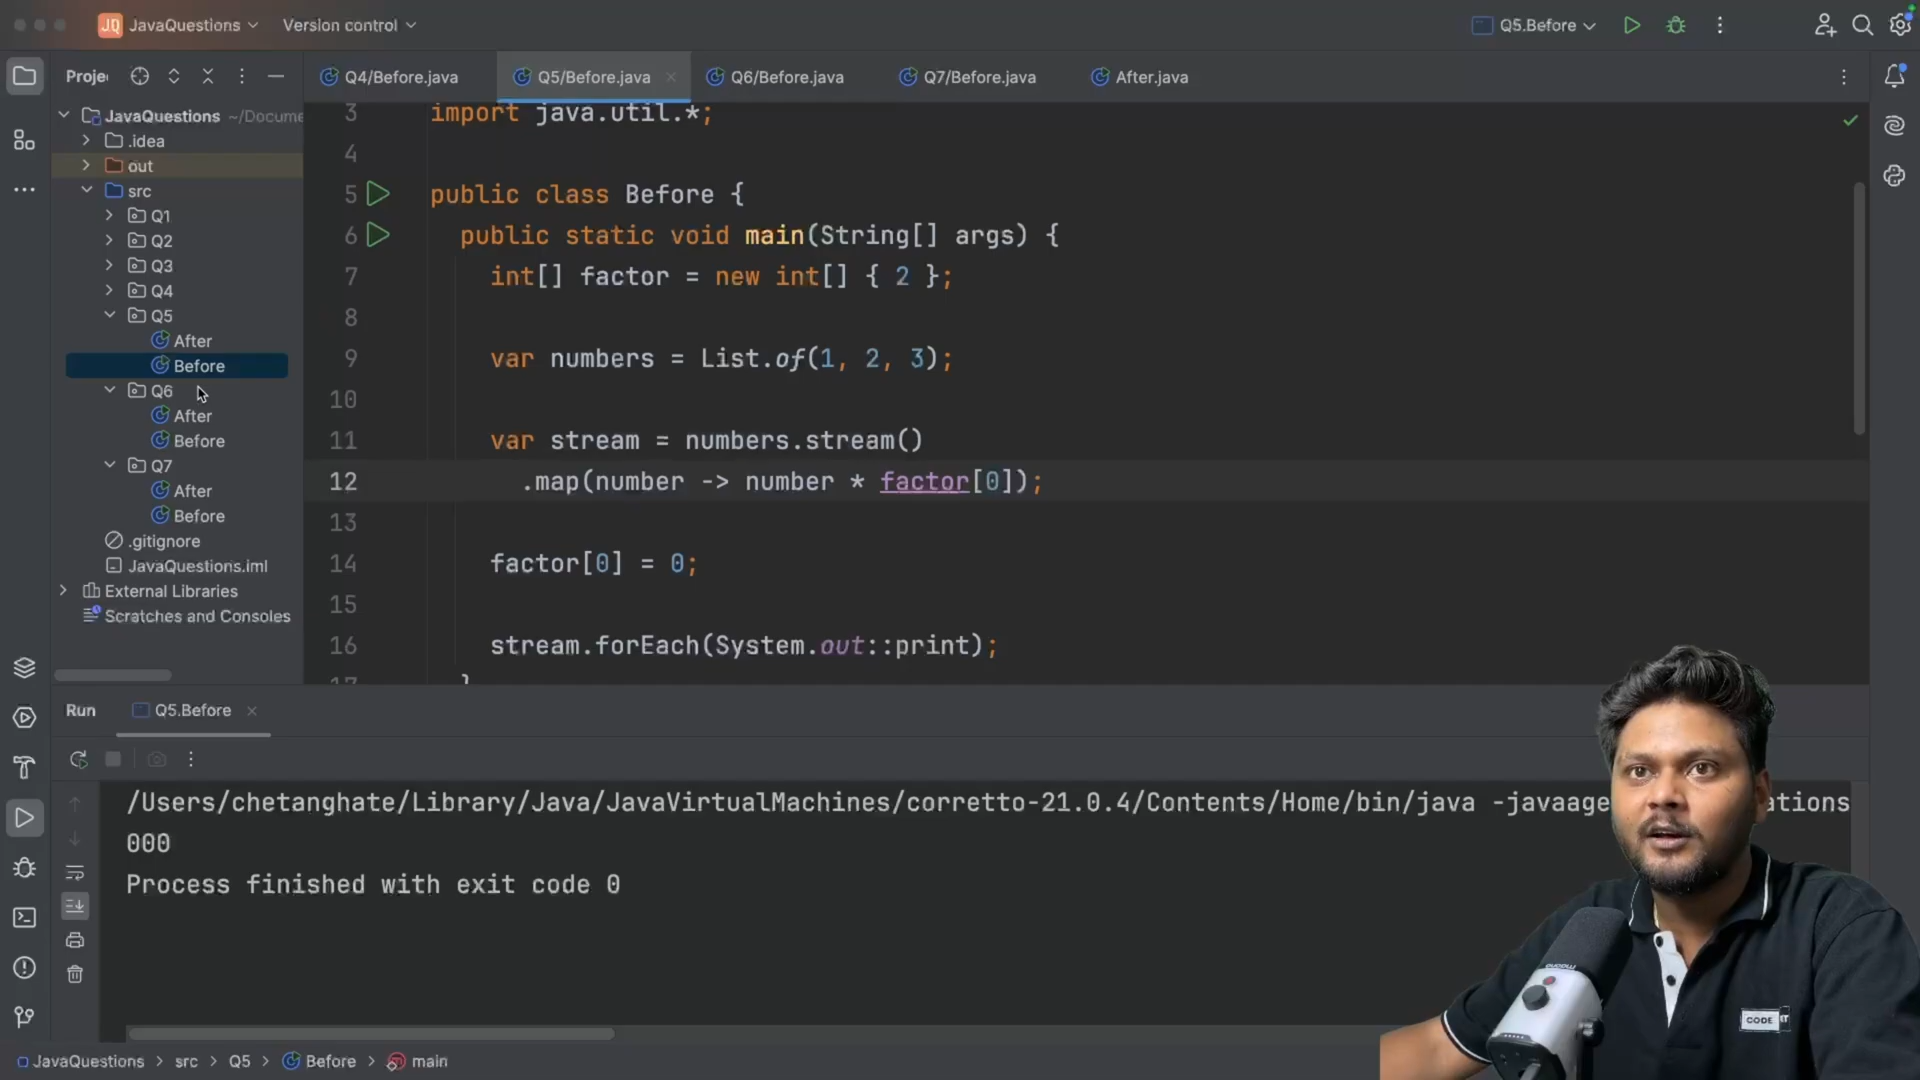 JQ JavaQuestions Version control Q5.Before
Proje Q4/Before.java Q5/Before.java Q6/Before.java Q7/Before.java After.java
JavaQuestions ~/Docume
.idea
out
src
Q1
Q2
Q3
Q4
Q5
After
Before
Q6
After
Before
Q7
After
Before
.gitignore
JavaQuestions.iml
External Libraries
Scratches and Consoles
3 import java.util.*;
4
5 public class Before {
6 public static void main(String[] args) {
7 int[] factor = new int[] { 2 };
8
9 var numbers = List.of(1, 2, 3);
10
11 var stream = numbers.stream()
12 .map(number -> number * factor[0]);
13
14 factor[0] = 0;
15
16 stream.forEach(System.out::print);
17 }
Run Q5.Before
/Users/chetanghate/Library/Java/JavaVirtualMachines/corretto-21.0.4/Contents/Home/bin/java -javaage ations
000
Process finished with exit code 0
CODE IT
JavaQuestions > src > Q5 > Before > main